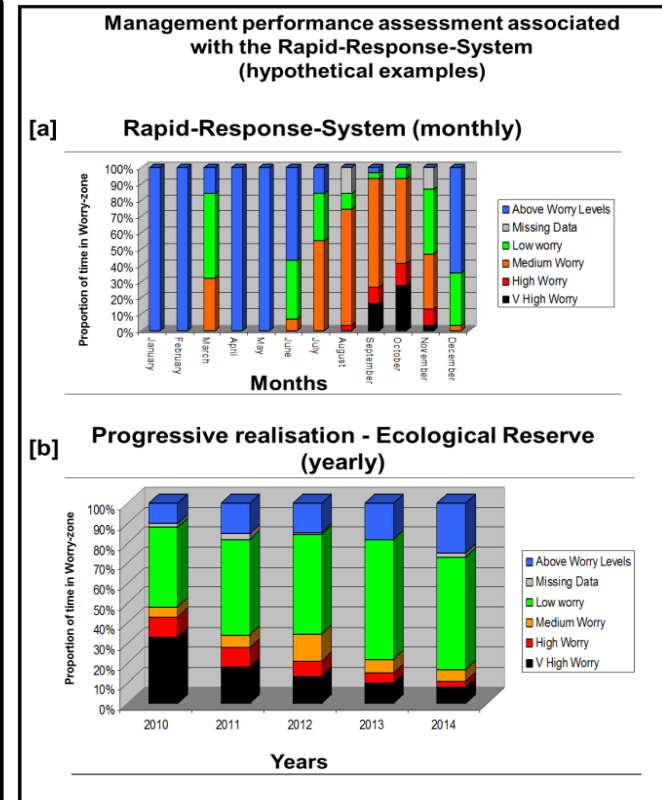 Management performance assessment associated
with the Rapid-Response-System
(hypothetical examples)
[a] Rapid-Response-System (monthly)
Proportion of time in Worry-zone
100%
90%
80%
70%
60%
50%
40%
30%
20%
10%
0%
January
February
March
April
May
June
July
August
September
October
November
December
Months
Above Worry Levels
Missing Data
Low worry
Medium Worry
High Worry
V High Worry
[b] Progressive realisation - Ecological Reserve
(yearly)
Proportion of time in Worry-zone
100%
90%
80%
70%
60%
50%
40%
30%
20%
10%
0%
2010 2011 2012 2013 2014
Years
Above Worry Levels
Missing Data
Low worry
Medium Worry
High Worry
V High Worry